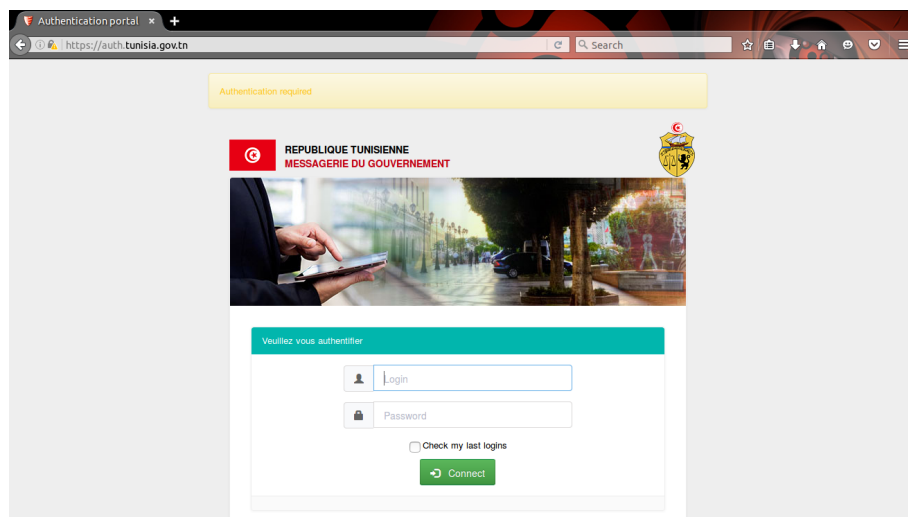 Authentication portal
https://auth.tunisia.gov.tn
Search
Authentication required
REPUBLIQUE TUNISIENNE
MESSAGERIE DU GOUVERNEMENT
Veuillez vous authentifier
Login
Password
Check my last logins
Connect